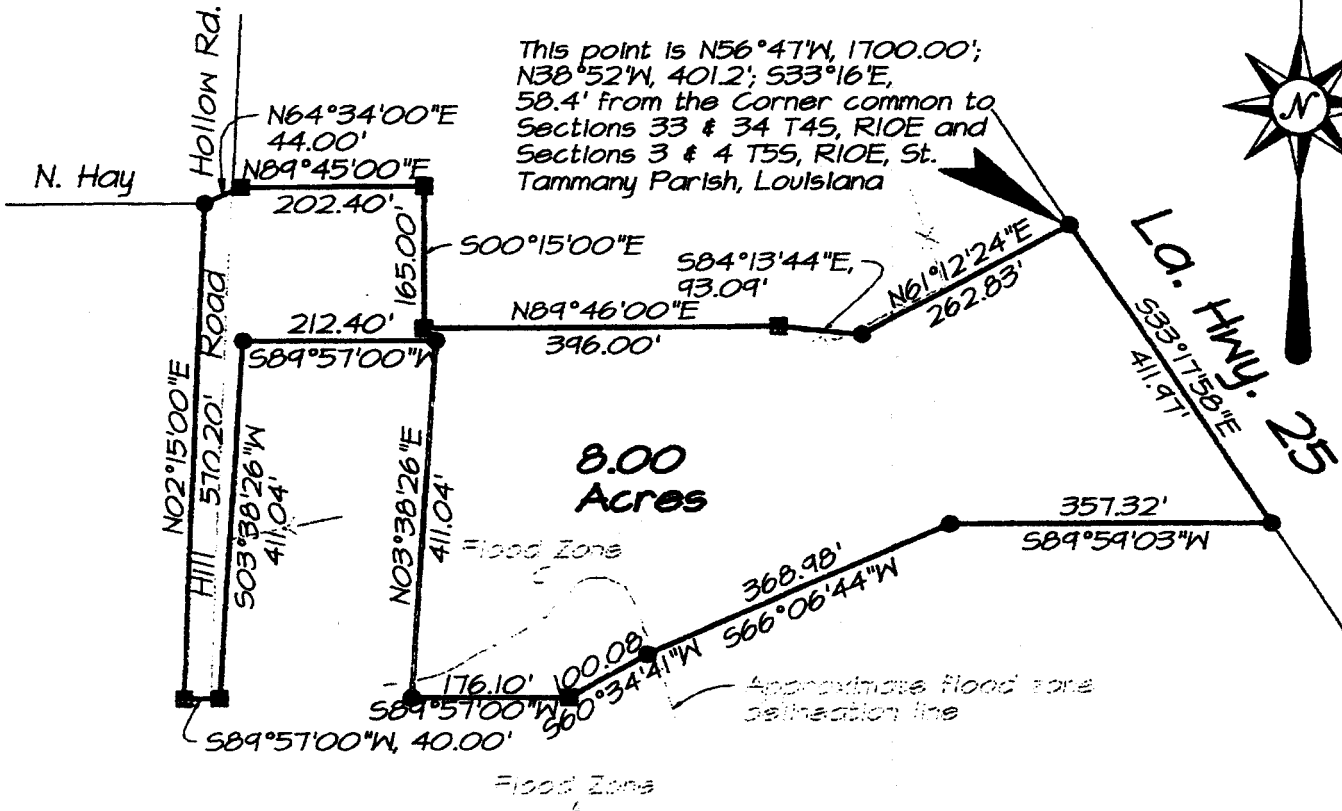 Hollow Rd.
N64°34'00"E
44.00'
N. Hay
N89°45'00"E
202.40'
This point is N56°47'W, 1700.00';
N38°52'W, 401.2'; S33°16'E,
58.4' from the Corner common to
Sections 33 & 34 T4S, R10E and
Sections 3 & 4 T5S, R10E, St.
Tammany Parish, Louisiana
N
165.00'
S00°15'00"E
S84°13'44"E,
93.09'
N61°12'24"E
262.83'
La. Hwy. 25
S33°17'58"E
411.97'
N89°46'00"E
396.00'
212.40'
S89°57'00"W
N02°15'00"E
570.20'
Hill Road
S03°38'26"W
411.04'
N03°38'26"E
411.04'
8.00
Acres
Flood Zone
357.32'
S89°59'03"W
368.98'
S66°06'44"W
100.08'
S60°34'41"W
176.10'
S89°57'00"W
S89°57'00"W, 40.00'
Approximate flood zone
delineation line
Flood Zone